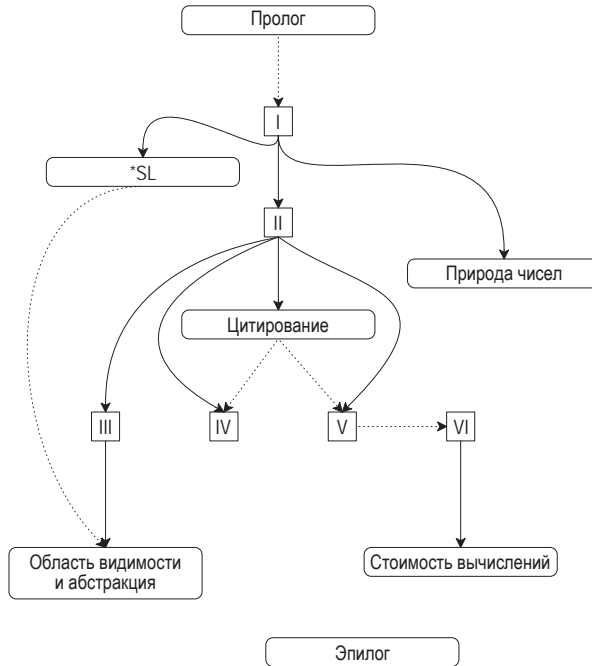 Пролог
I
*SL
II
Природа чисел
Цитирование
III
IV
V
VI
Область видимости
и абстракция
Стоимость вычислений
Эпилог